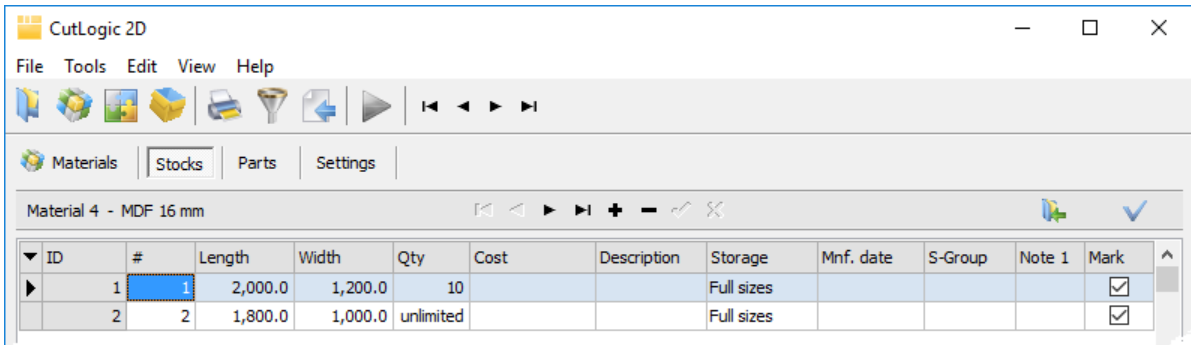 CutLogic 2D
File Tools Edit View Help
Materials Stocks Parts Settings
Material 4 - MDF 16 mm
ID # Length Width Qty Cost Description Storage Mnf. date S-Group Note 1 Mark
1 1 2,000.0 1,200.0 10 Full sizes
2 2 1,800.0 1,000.0 unlimited Full sizes